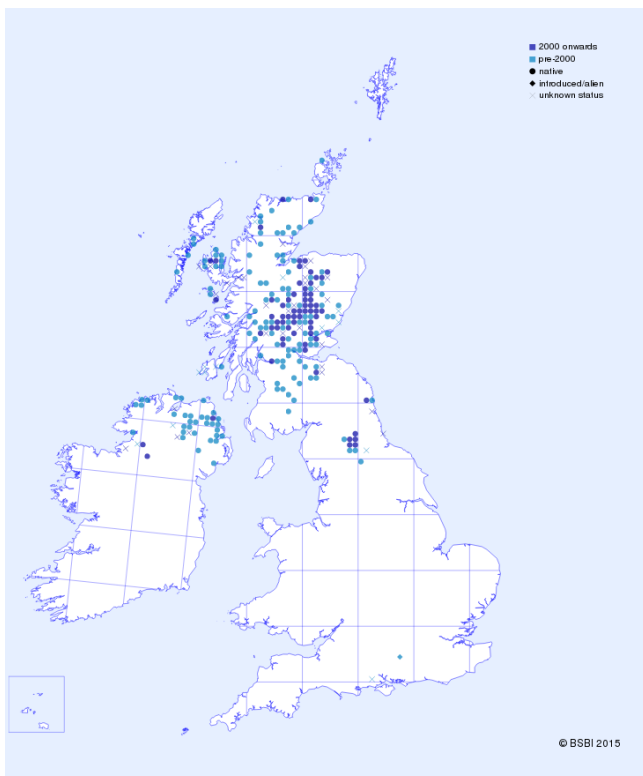 2000 onwards
pre-2000
native
introduced/alien
unknown status
© BSBI 2015